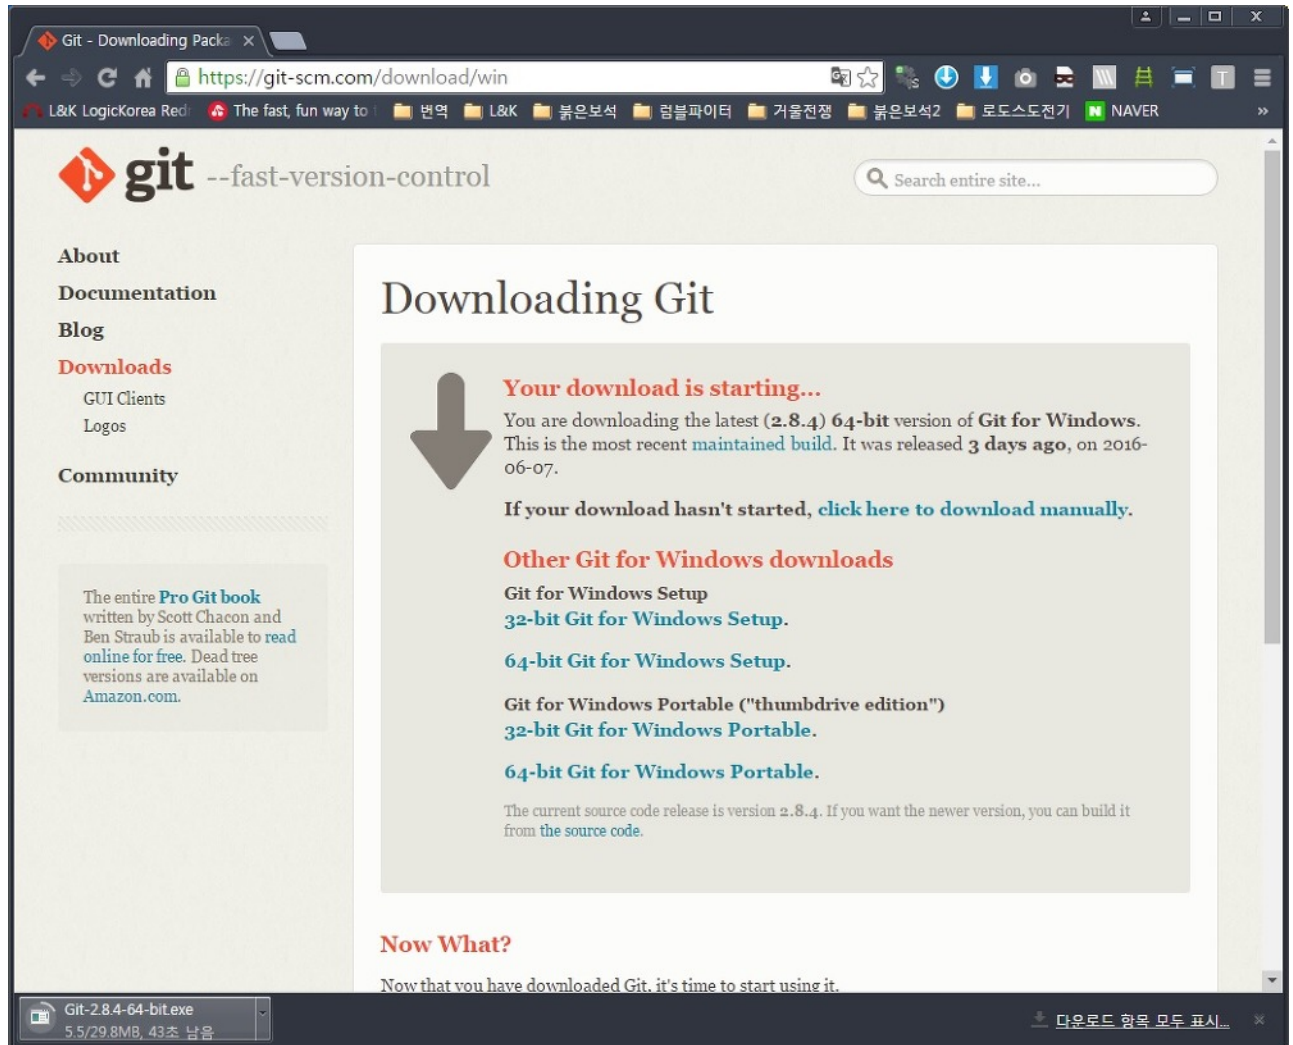 Git - Downloading Packa
https://git-scm.com/download/win
L&K LogicKorea Red
The fast, fun way to
번역
L&K
붉은보석
럼블파이터
거울전쟁
붉은보석2
로도스도전기
NAVER
git --fast-version-control
Search entire site...
About
Documentation
Blog
Downloads
GUI Clients
Logos
Community
The entire Pro Git book
written by Scott Chacon and
Ben Straub is available to read
online for free. Dead tree
versions are available on
Amazon.com.
Downloading Git
Your download is starting...
You are downloading the latest (2.8.4) 64-bit version of Git for Windows.
This is the most recent maintained build. It was released 3 days ago, on 2016-
06-07.
If your download hasn't started, click here to download manually.
Other Git for Windows downloads
Git for Windows Setup
32-bit Git for Windows Setup.
64-bit Git for Windows Setup.
Git for Windows Portable ("thumbdrive edition")
32-bit Git for Windows Portable.
64-bit Git for Windows Portable.
The current source code release is version 2.8.4. If you want the newer version, you can build it
from the source code.
Now What?
Now that you have downloaded Git, it's time to start using it.
Git-2.8.4-64-bit.exe
5.5/29.8MB, 43초 남음
다운로드 항목 모두 표시...